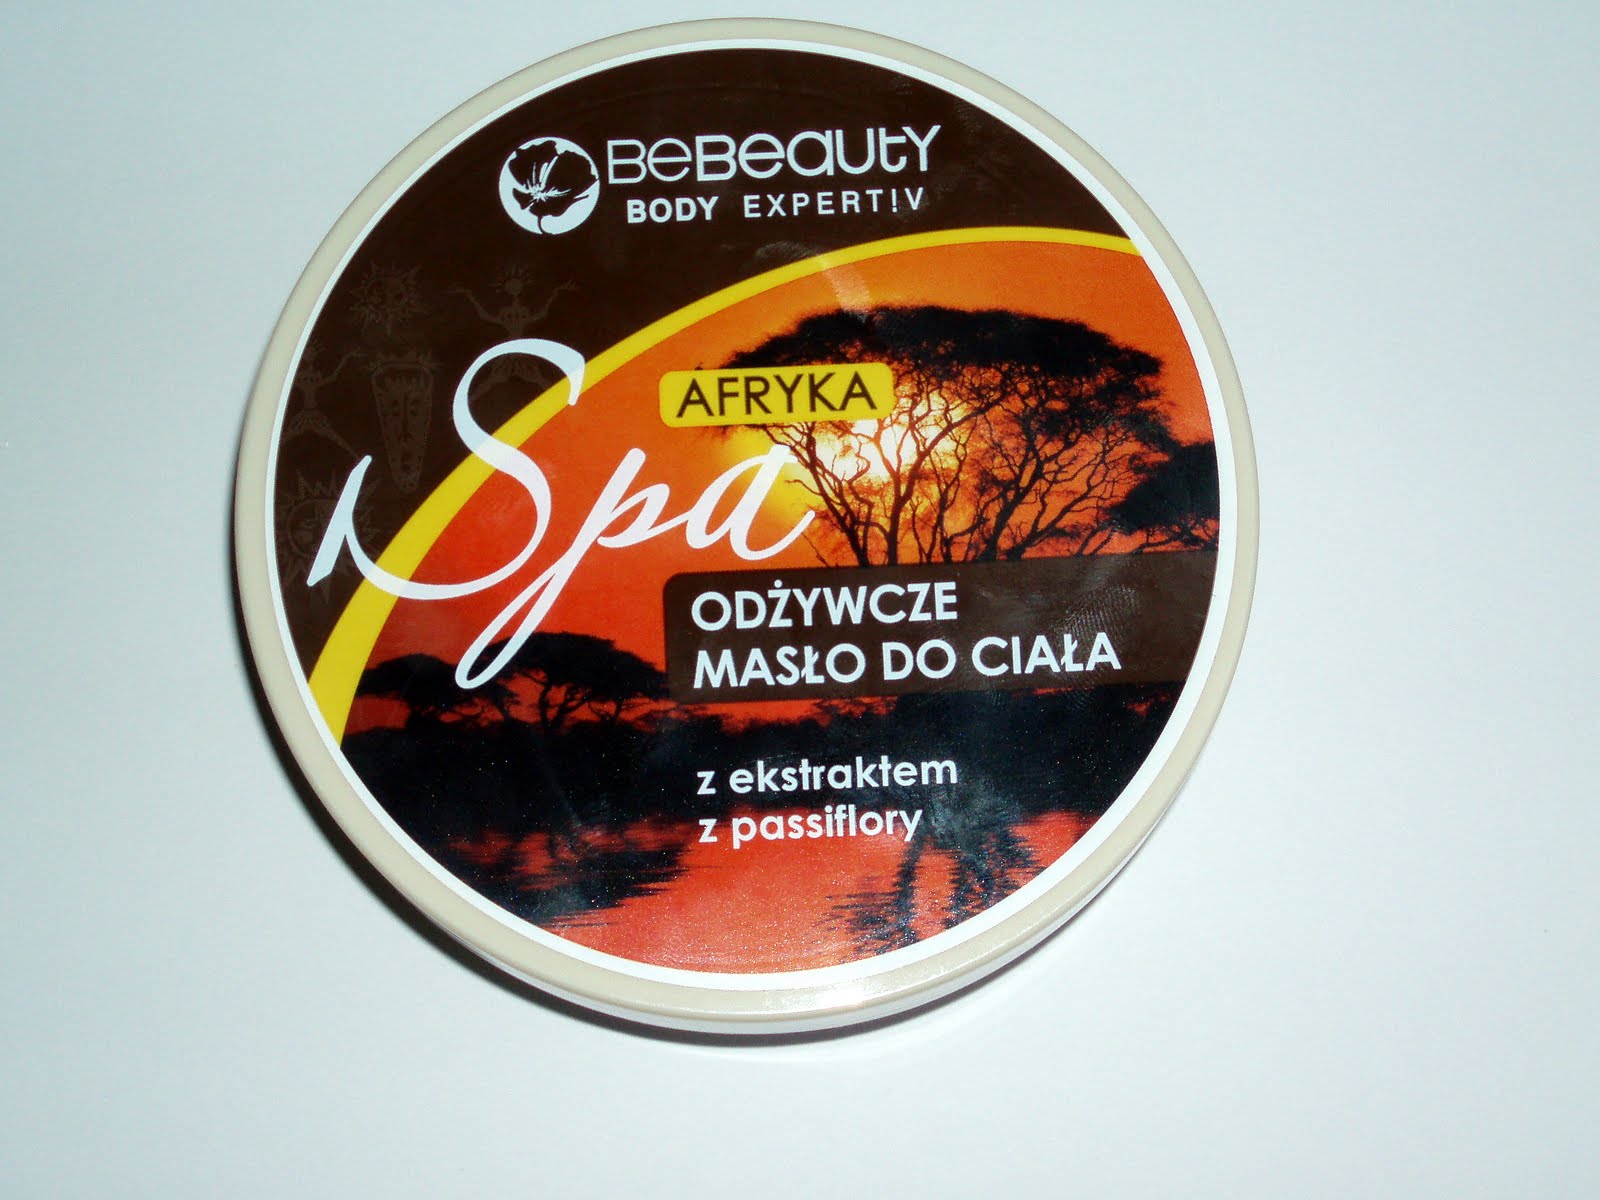 BeBeauty
BODY EXPERT!V
AFRYKA
Spa
ODŻYWCZE
MASŁO DO CIAŁA
z ekstraktem
z passiflory